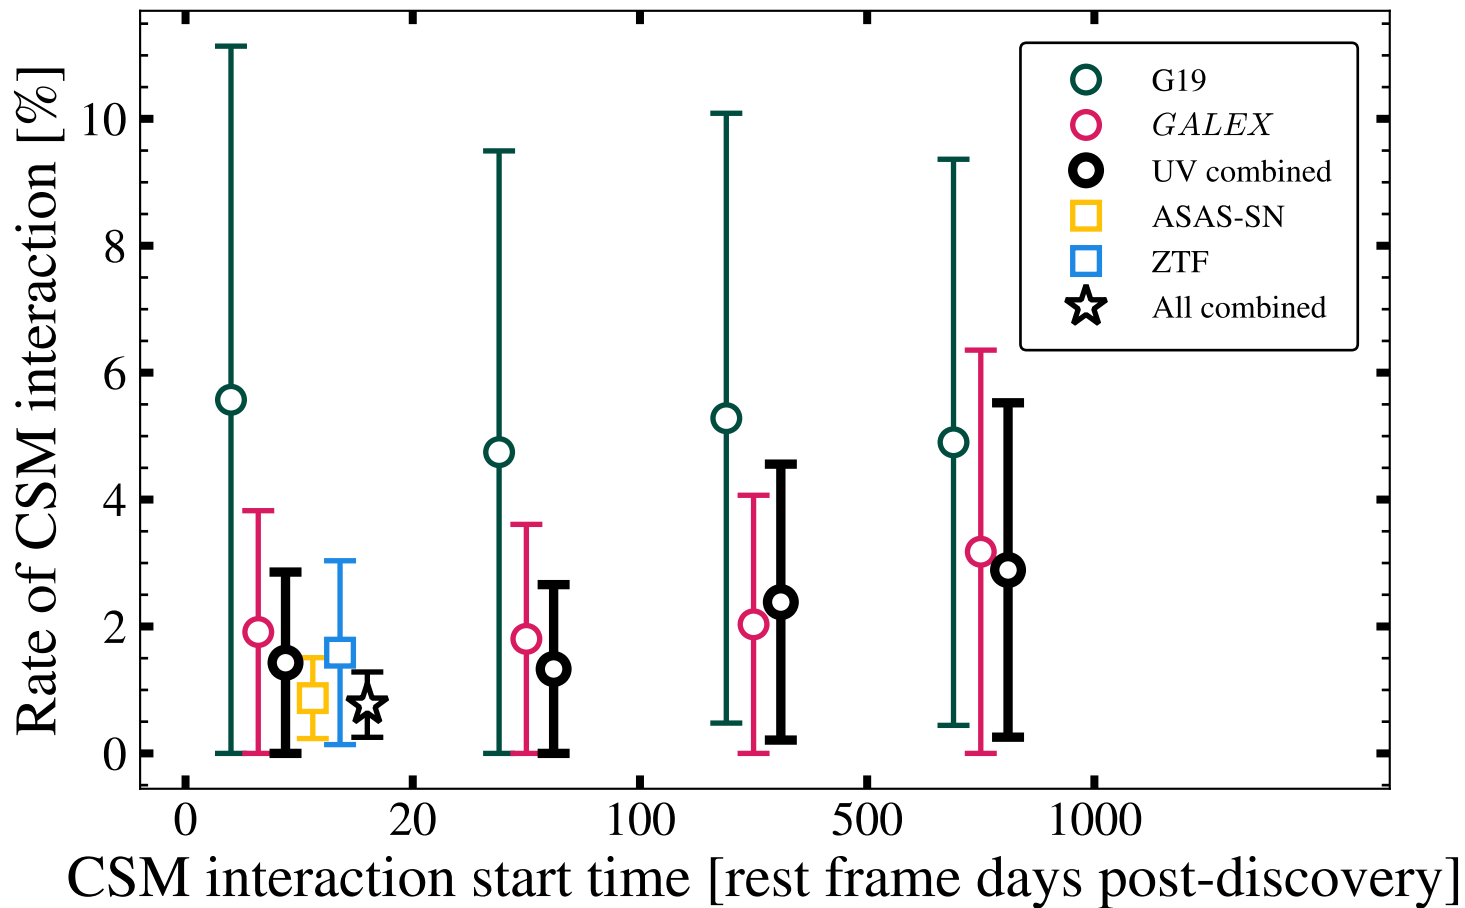 Rate of CSM interaction [%]
10
8
6
4
2
0
G19
GALEX
UV combined
ASAS-SN
ZTF
All combined
0 20 100 500 1000
CSM interaction start time [rest frame days post-discovery]